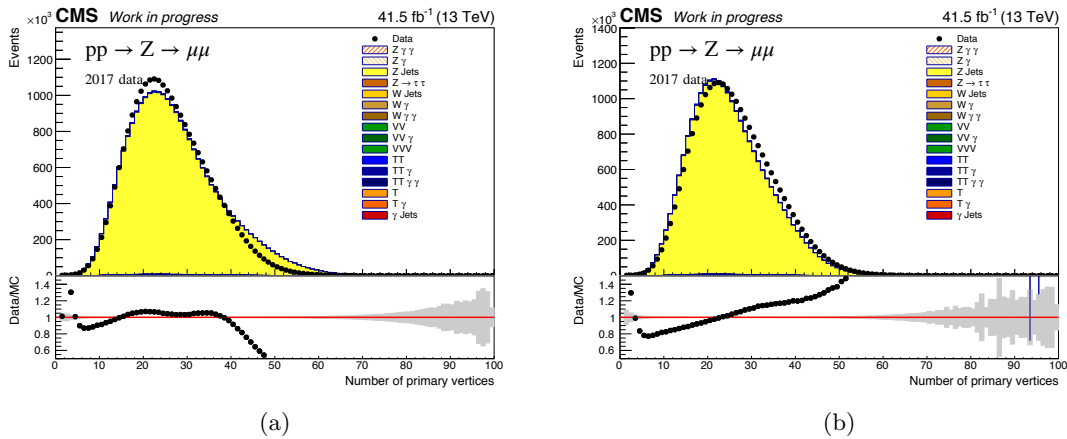 CMS Work in progress 41.5 fb⁻¹ (13 TeV)
×10³
Events
1400
1200
1000
800
600
400
200
pp → Z → μμ
2017 data
Data
Z γ γ
Z γ
Z Jets
Z → τ τ
W Jets
W γ
W γ γ
VV
VV γ
VVV
TT
TT γ
TT γ γ
T
T γ
γ Jets
Data/MC
1.4
1.2
1
0.8
0.6
0 10 20 30 40 50 60 70 80 90 100
Number of primary vertices
(a)
CMS Work in progress 41.5 fb⁻¹ (13 TeV)
×10³
Events
1400
1200
1000
800
600
400
200
pp → Z → μμ
2017 data
Data
Z γ γ
Z γ
Z Jets
Z → τ τ
W Jets
W γ
W γ γ
VV
VV γ
VVV
TT
TT γ
TT γ γ
T
T γ
γ Jets
Data/MC
1.4
1.2
1
0.8
0.6
0 10 20 30 40 50 60 70 80 90 100
Number of primary vertices
(b)